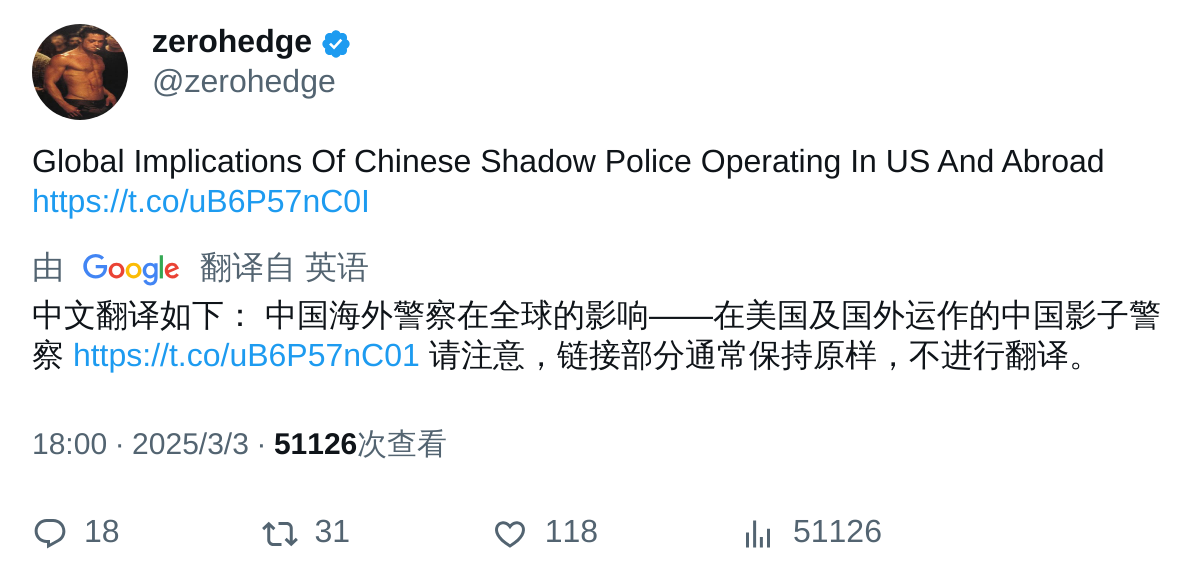 zerohedge
@zerohedge
Global Implications Of Chinese Shadow Police Operating In US And Abroad
https://t.co/uB6P57nC0I
由 Google 翻译自 英语
中文翻译如下： 中国海外警察在全球的影响——在美国及国外运作的中国影子警
察 https://t.co/uB6P57nC01 请注意，链接部分通常保持原样，不进行翻译。
18:00 · 2025/3/3 · 51126次查看
18 31 118 51126